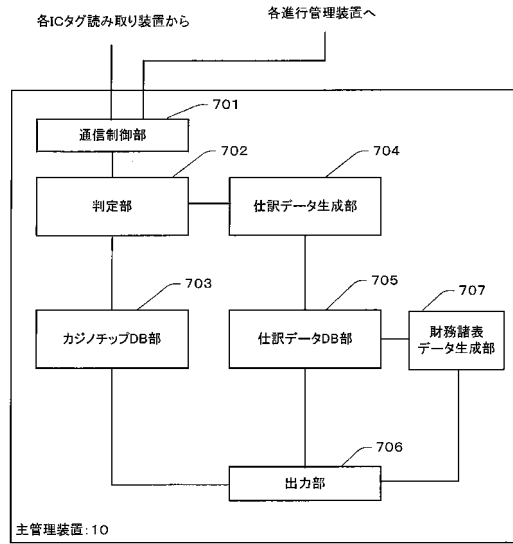 各ICタグ読み取り装置から
各進行管理装置へ
701
通信制御部
702
704
判定部
仕訳データ生成部
703
705
707
カジノチップDB部
仕訳データDB部
財務諸表
データ生成部
706
出力部
主管理装置:10